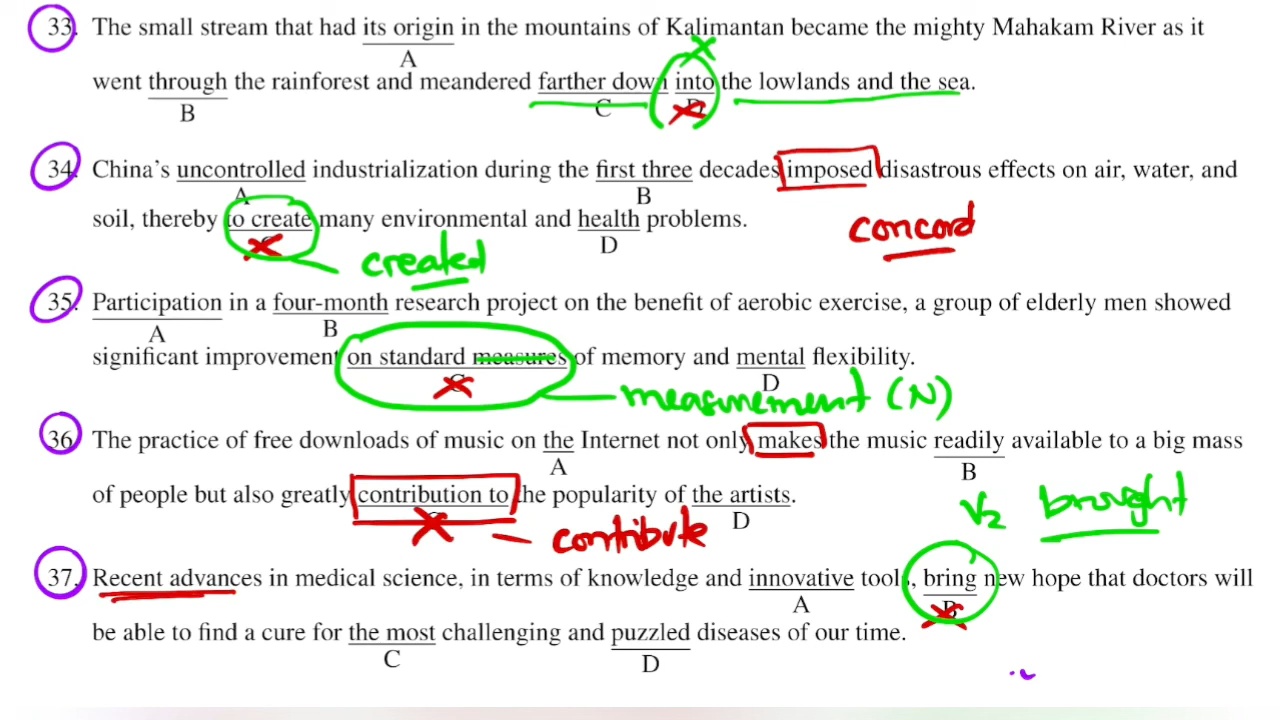 33. The small stream that had its origin in the mountains of Kalimantan became the mighty Mahakam River as it
A
went through the rainforest and meandered farther down into the lowlands and the sea.
B C D
34. China's uncontrolled industrialization during the first three decades imposed disastrous effects on air, water, and
A B
soil, thereby to create many environmental and health problems.
C D
concord
created
35. Participation in a four-month research project on the benefit of aerobic exercise, a group of elderly men showed
A B
significant improvement on standard measures of memory and mental flexibility.
C D
measurement (N)
36. The practice of free downloads of music on the Internet not only makes the music readily available to a big mass
A B
of people but also greatly contribution to the popularity of the artists.
C D
V2 brought
contribute
37. Recent advances in medical science, in terms of knowledge and innovative tools, bring new hope that doctors will
A B
be able to find a cure for the most challenging and puzzled diseases of our time.
C D